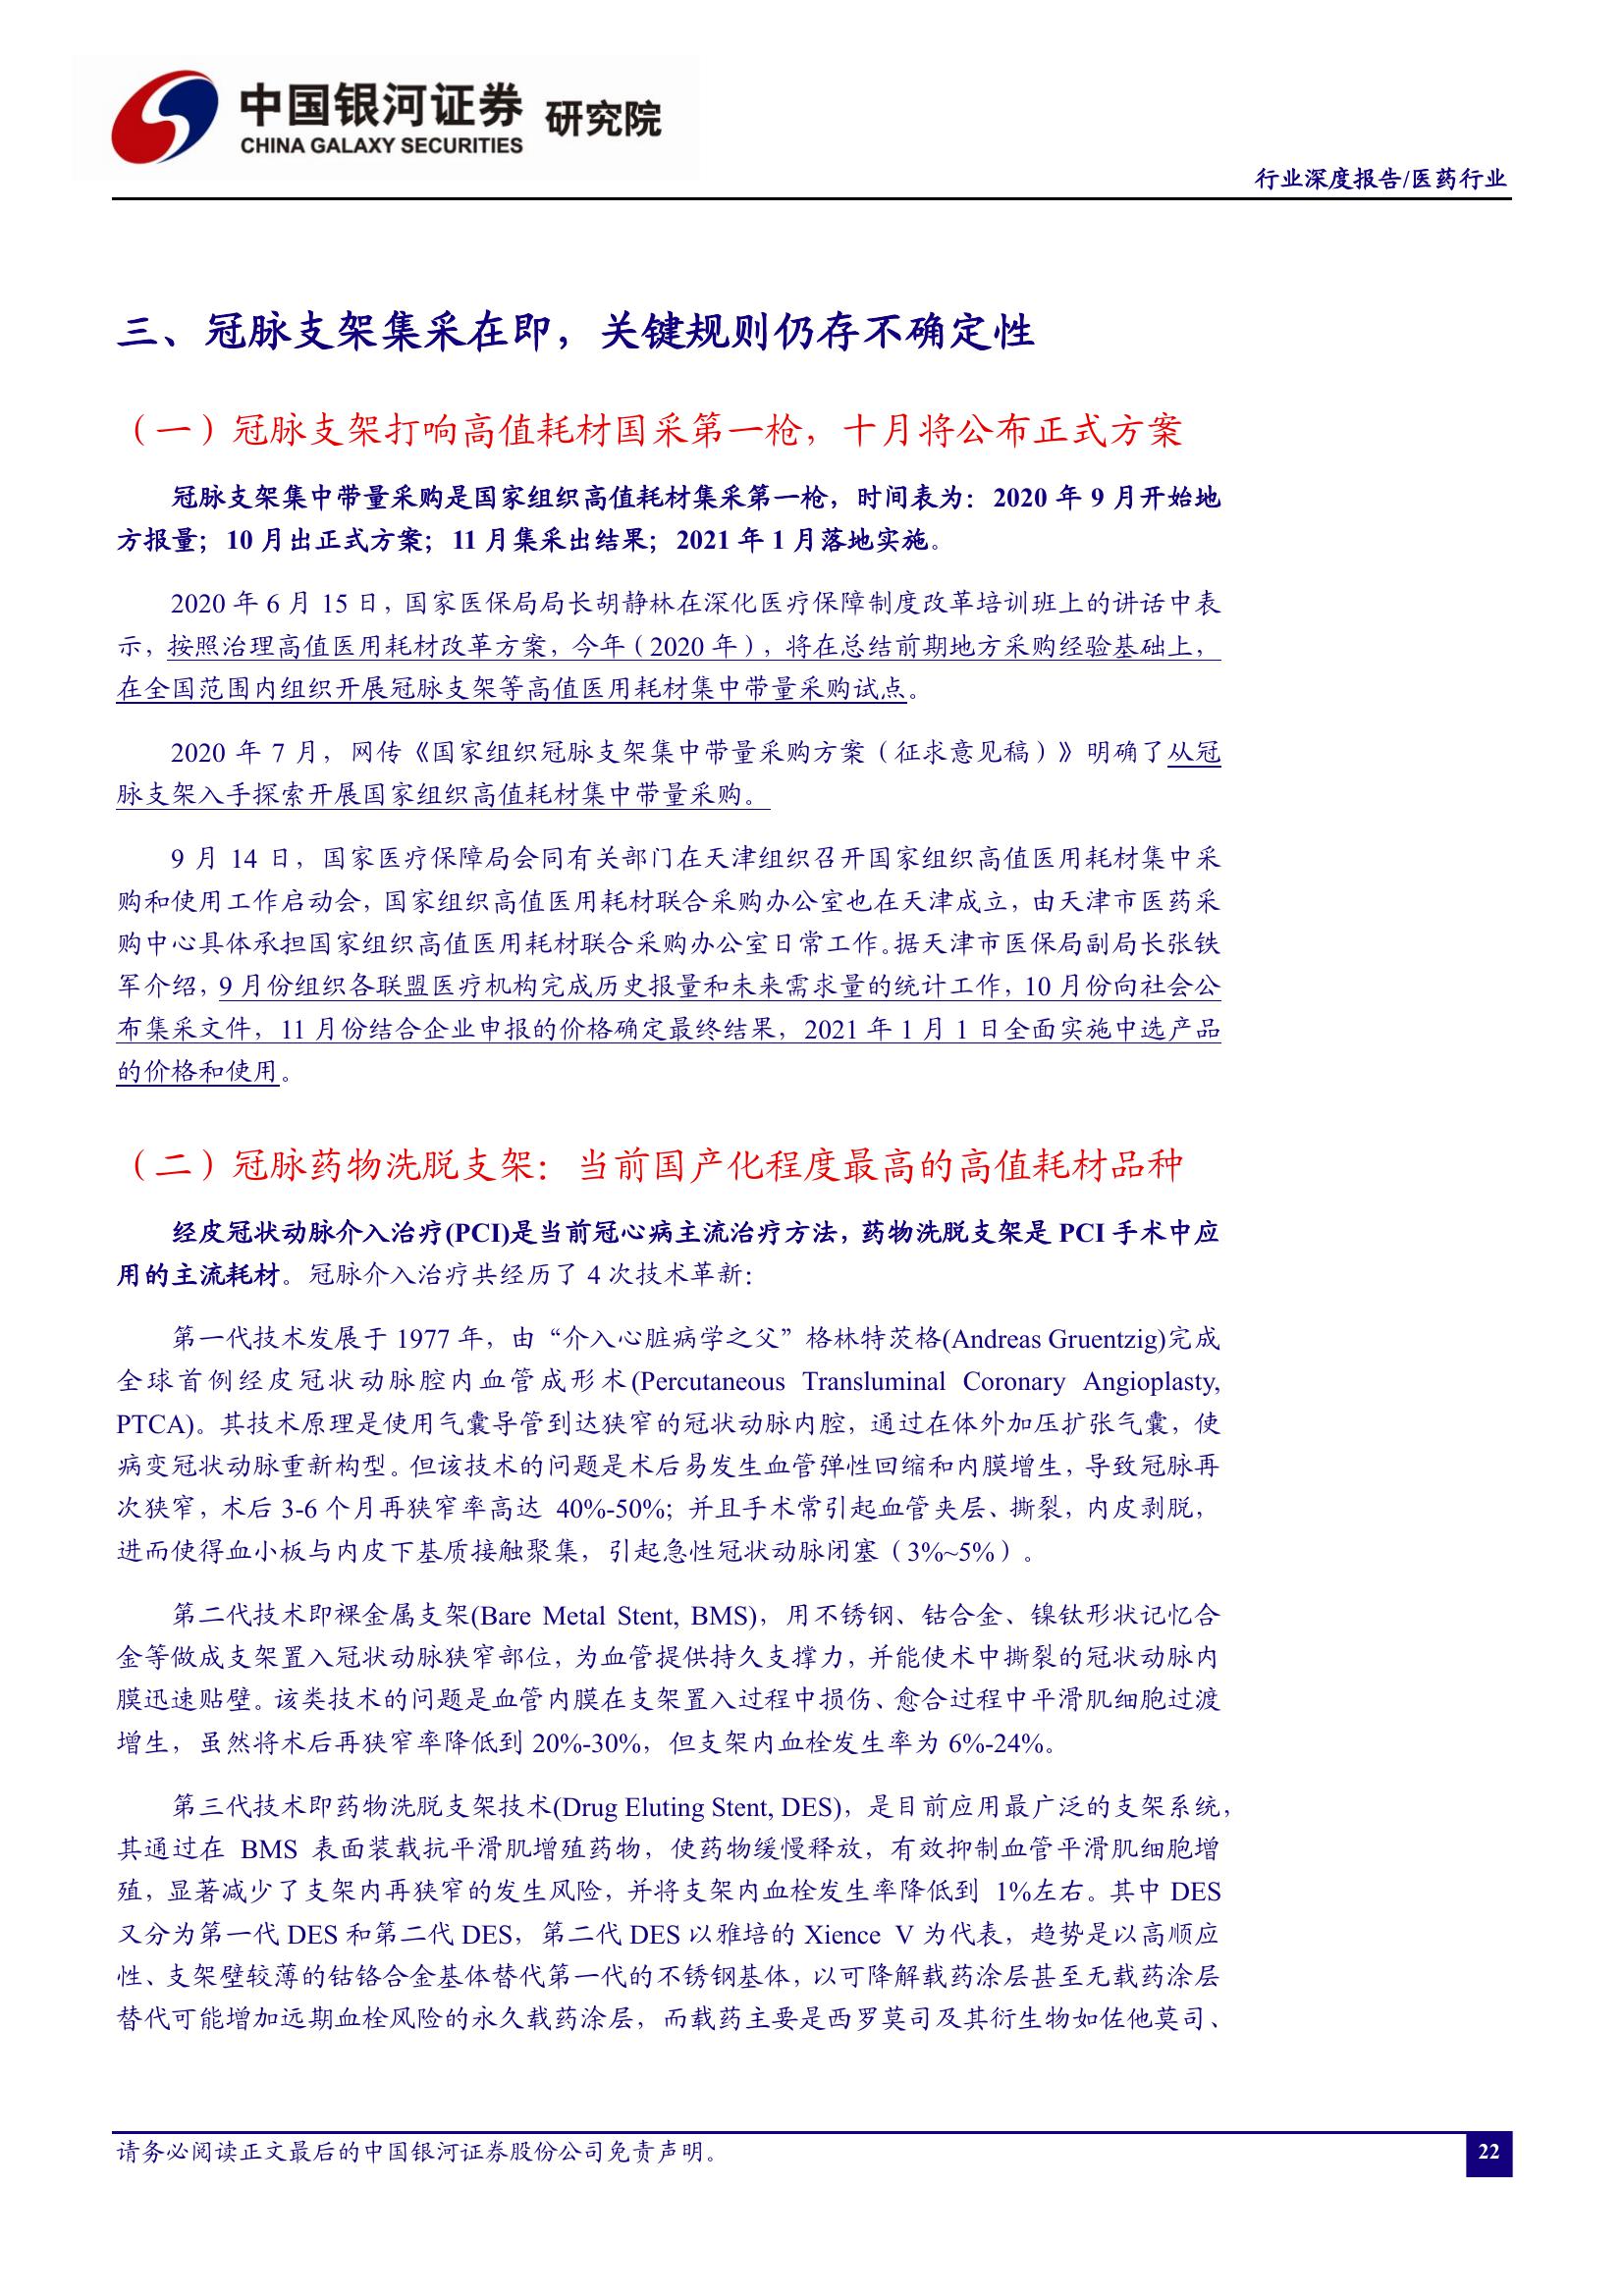 中国银河证券 研究院
CHINA GALAXY SECURITIES
行业深度报告/医药行业
三、冠脉支架集采在即，关键规则仍存不确定性
（一）冠脉支架打响高值耗材国采第一枪，十月将公布正式方案
冠脉支架集中带量采购是国家组织高值耗材集采第一枪，时间表为：2020 年 9 月开始地
方报量；10 月出正式方案；11 月集采出结果；2021 年 1 月落地实施。
2020 年 6 月 15 日，国家医保局局长胡静林在深化医疗保障制度改革培训班上的讲话中表
示，按照治理高值医用耗材改革方案，今年（2020 年），将在总结前期地方采购经验基础上，
在全国范围内组织开展冠脉支架等高值医用耗材集中带量采购试点。
2020 年 7 月，网传《国家组织冠脉支架集中带量采购方案（征求意见稿）》明确了从冠
脉支架入手探索开展国家组织高值耗材集中带量采购。
9 月 14 日，国家医疗保障局会同有关部门在天津组织召开国家组织高值医用耗材集中采
购和使用工作启动会，国家组织高值医用耗材联合采购办公室也在天津成立，由天津市医药采
购中心具体承担国家组织高值医用耗材联合采购办公室日常工作。据天津市医保局副局长张铁
军介绍，9 月份组织各联盟医疗机构完成历史报量和未来需求量的统计工作，10 月份向社会公
布集采文件，11 月份结合企业申报的价格确定最终结果，2021 年 1 月 1 日全面实施中选产品
的价格和使用。
（二）冠脉药物洗脱支架：当前国产化程度最高的高值耗材品种
经皮冠状动脉介入治疗(PCI)是当前冠心病主流治疗方法，药物洗脱支架是 PCI 手术中应
用的主流耗材。冠脉介入治疗共经历了 4 次技术革新：
第一代技术发展于 1977 年，由“介入心脏病学之父”格林特茨格(Andreas Gruentzig)完成
全球首例经皮冠状动脉腔内血管成形术(Percutaneous Transluminal Coronary Angioplasty,
PTCA)。其技术原理是使用气囊导管到达狭窄的冠状动脉内腔，通过在体外加压扩张气囊，使
病变冠状动脉重新构型。但该技术的问题是术后易发生血管弹性回缩和内膜增生，导致冠脉再
次狭窄，术后 3-6 个月再狭窄率高达 40%-50%；并且手术常引起血管夹层、撕裂，内皮剥脱，
进而使得血小板与内皮下基质接触聚集，引起急性冠状动脉闭塞（3%~5%）。
第二代技术即裸金属支架(Bare Metal Stent, BMS)，用不锈钢、钴合金、镍钛形状记忆合
金等做成支架置入冠状动脉狭窄部位，为血管提供持久支撑力，并能使术中撕裂的冠状动脉内
膜迅速贴壁。该类技术的问题是血管内膜在支架置入过程中损伤、愈合过程中平滑肌细胞过渡
增生，虽然将术后再狭窄率降低到 20%-30%，但支架内血栓发生率为 6%-24%。
第三代技术即药物洗脱支架技术(Drug Eluting Stent, DES)，是目前应用最广泛的支架系统，
其通过在 BMS 表面装载抗平滑肌增殖药物，使药物缓慢释放，有效抑制血管平滑肌细胞增
殖，显著减少了支架内再狭窄的发生风险，并将支架内血栓发生率降低到 1%左右。其中 DES
又分为第一代 DES 和第二代 DES，第二代 DES 以雅培的 Xience V 为代表，趋势是以高顺应
性、支架壁较薄的钴铬合金基体替代第一代的不锈钢基体，以可降解载药涂层甚至无载药涂层
替代可能增加远期血栓风险的永久载药涂层，而载药主要是西罗莫司及其衍生物如佐他莫司、
请务必阅读正文最后的中国银河证券股份公司免责声明。
22